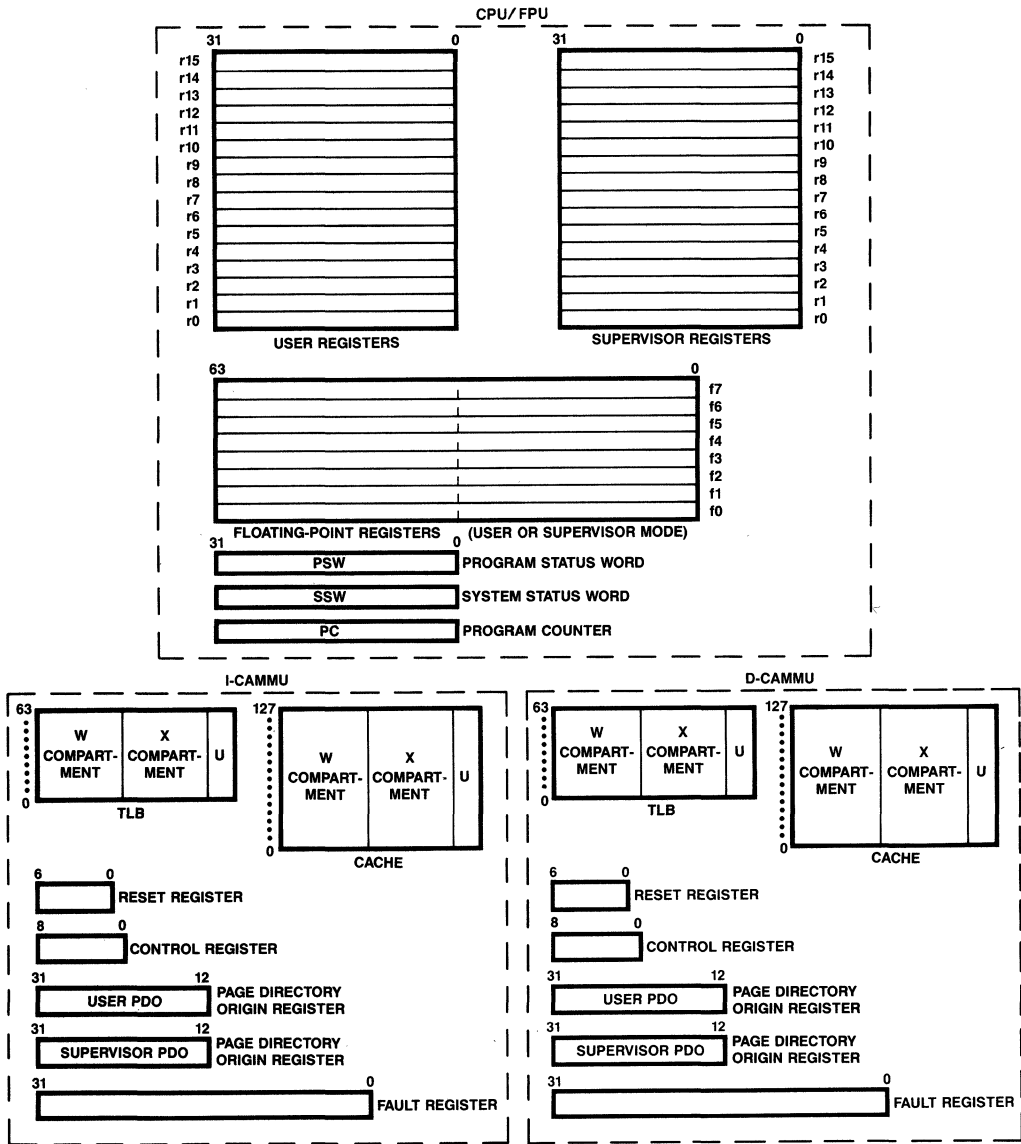 CPU/FPU
31 0 31 0
r15 r15
r14 r14
r13 r13
r12 r12
r11 r11
r10 r10
r9 r9
r8 r8
r7 r7
r6 r6
r5 r5
r4 r4
r3 r3
r2 r2
r1 r1
r0 r0
USER REGISTERS SUPERVISOR REGISTERS
63 0
f7
f6
f5
f4
f3
f2
f1
f0
FLOATING-POINT REGISTERS (USER OR SUPERVISOR MODE)
31 0
PSW PROGRAM STATUS WORD
SSW SYSTEM STATUS WORD
PC PROGRAM COUNTER
I-CAMMU
63
W COMPART-
MENT
X COMPART-
MENT
U
0
TLB
127
W
COMPART-
MENT
X
COMPART-
MENT
U
0
CACHE
6 0
RESET REGISTER
8 0
CONTROL REGISTER
31 12
USER PDO
PAGE DIRECTORY
ORIGIN REGISTER
31 12
SUPERVISOR PDO
PAGE DIRECTORY
ORIGIN REGISTER
31 0
FAULT REGISTER
D-CAMMU
63
W
COMPART-
MENT
X
COMPART-
MENT
U
0
TLB
127
W
COMPART-
MENT
X
COMPART-
MENT
U
0
CACHE
6 0
RESET REGISTER
8 0
CONTROL REGISTER
31 12
USER PDO
PAGE DIRECTORY
ORIGIN REGISTER
31 12
SUPERVISOR PDO
PAGE DIRECTORY
ORIGIN REGISTER
31 0
FAULT REGISTER